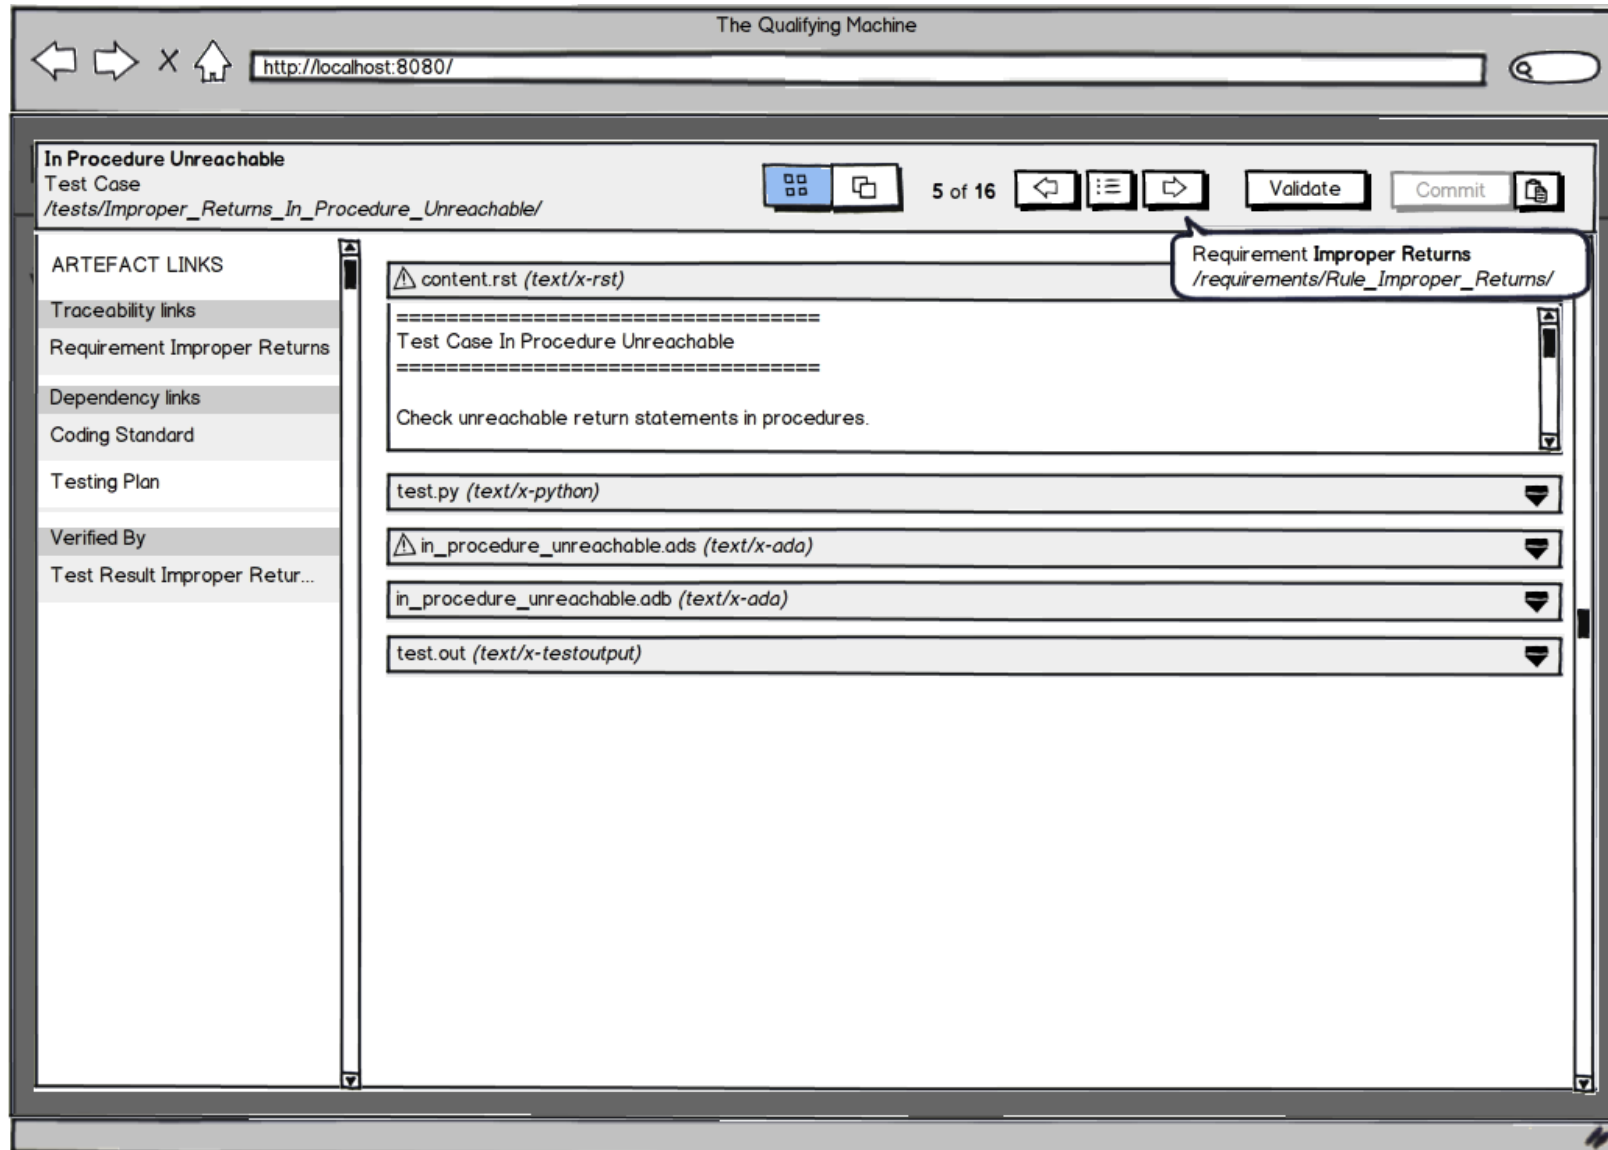 The Qualifying Machine
http://localhost:8080/
In Procedure Unreachable
Test Case
/tests/Improper_Returns_In_Procedure_Unreachable/
5 of 16
Validate
Commit
Requirement Improper Returns
/requirements/Rule_Improper_Returns/
ARTEFACT LINKS
Traceability links
Requirement Improper Returns
Dependency links
Coding Standard
Testing Plan
Verified By
Test Result Improper Retur...
content.rst (text/x-rst)
==================================
Test Case In Procedure Unreachable
==================================
Check unreachable return statements in procedures.
test.py (text/x-python)
in_procedure_unreachable.ads (text/x-ada)
in_procedure_unreachable.adb (text/x-ada)
test.out (text/x-testoutput)